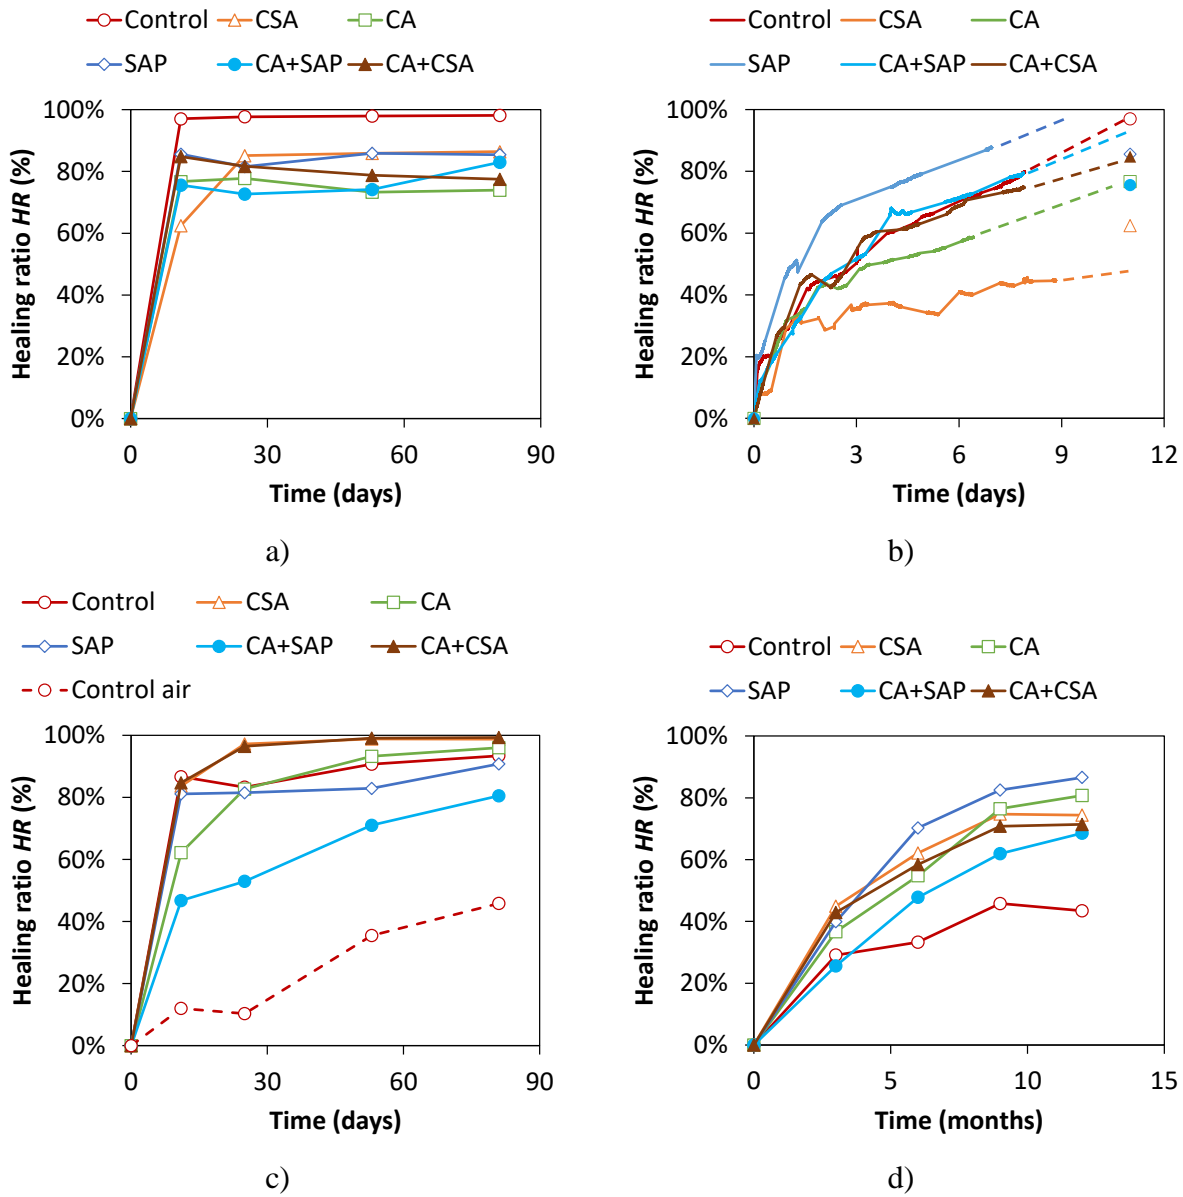 Control CSA CA
SAP CA+SAP CA+CSA
100%
80%
60%
40%
20%
0%
Healing ratio HR (%)
0 30 60 90
Time (days)
a)
Control CSA CA
SAP CA+SAP CA+CSA
100%
80%
60%
40%
20%
0%
Healing ratio HR (%)
0 3 6 9 12
Time (days)
b)
Control CSA CA
SAP CA+SAP CA+CSA
Control air
100%
80%
60%
40%
20%
0%
Healing ratio HR (%)
0 30 60 90
Time (days)
c)
Control CSA CA
SAP CA+SAP CA+CSA
100%
80%
60%
40%
20%
0%
Healing ratio HR (%)
0 5 10 15
Time (months)
d)